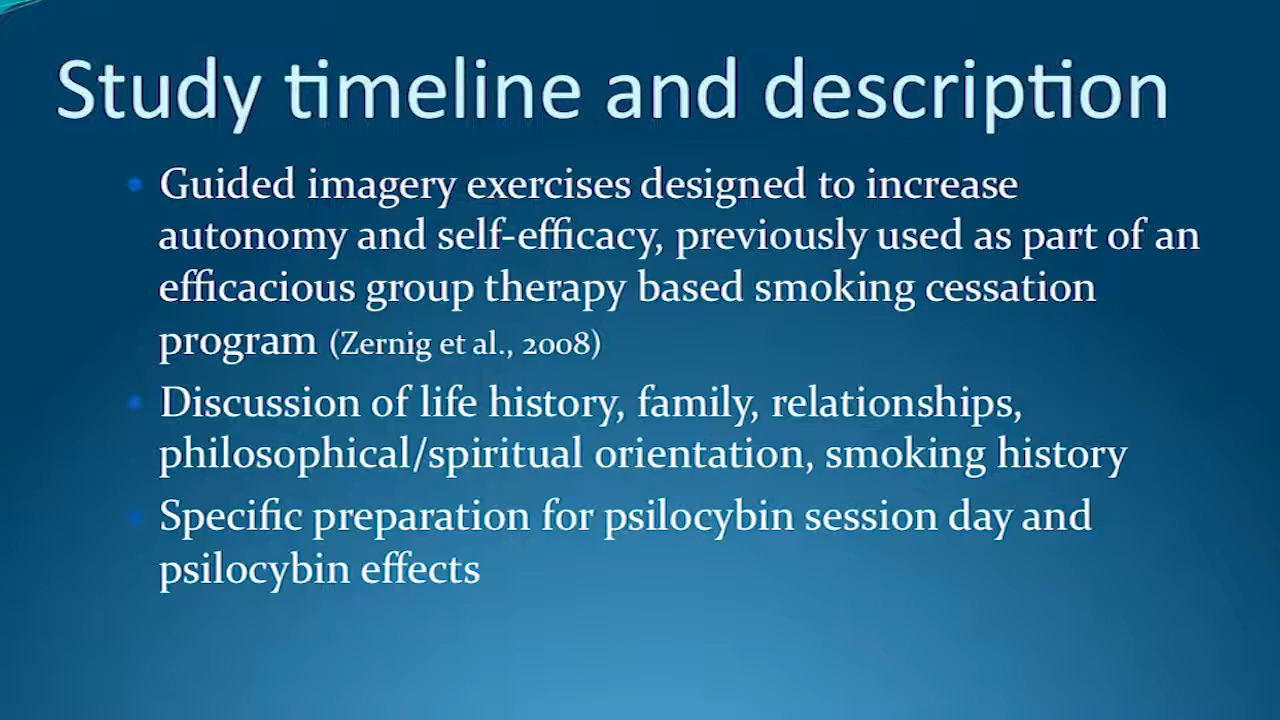 Study timeline and description
Guided imagery exercises designed to increase
autonomy and self-efficacy, previously used as part of an
efficacious group therapy based smoking cessation
program (Zernig et al., 2008)
Discussion of life history, family, relationships,
philosophical/spiritual orientation, smoking history
Specific preparation for psilocybin session day and
psilocybin effects